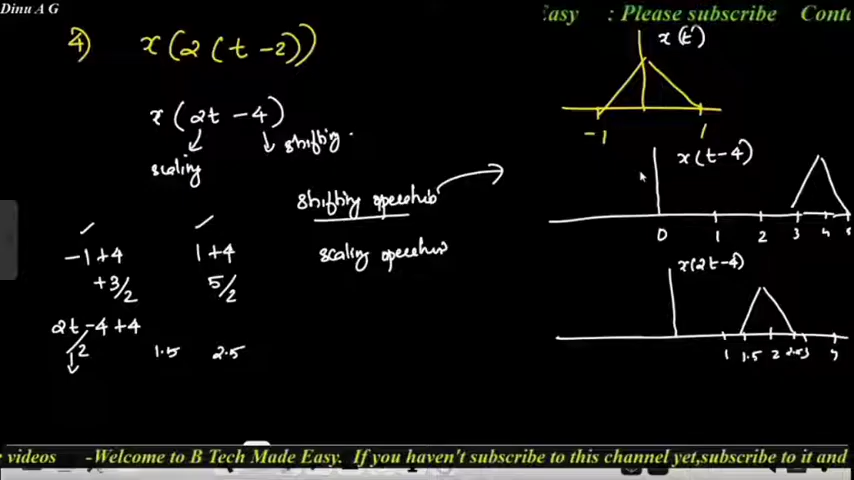 Dinu A G
Easy : Please subscribe Conta
4) x(2(t-2))
x(t)
x(2t-4)
shifting.
scaling
-1 1
x(t-4)
shifting
scaling
-1+4 1+4
+3/2 5/2
0 1 2 3 4 5
x(2t-4)
2t-4+4
2
1.5 2.5
1 1.5 2 2.5 3
videos -Welcome to B Tech Made Easy. If you haven't subscribe to this channel yet,subscribe to it and